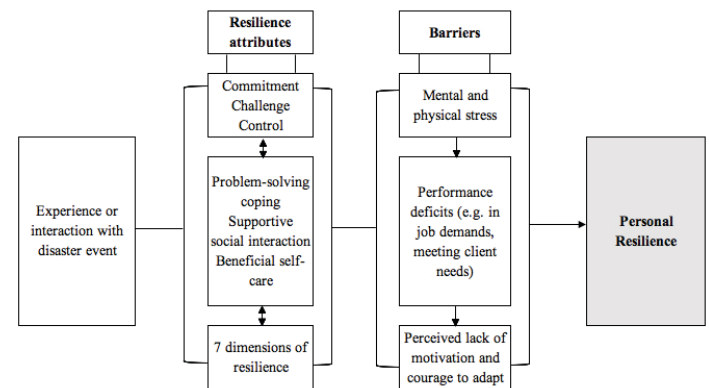 Resilience
attributes
Barriers
Commitment
Challenge
Control
Mental and
physical stress
Experience or
interaction with
disaster event
Problem-solving
coping
Supportive
social interaction
Beneficial self-
care
Performance
deficits (e.g. in
job demands,
meeting client
needs)
Personal
Resilience
7 dimensions of
resilience
Perceived lack of
motivation and
courage to adapt